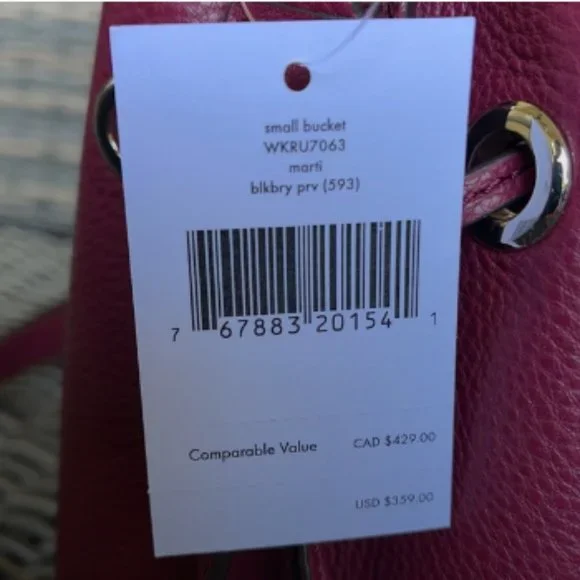 small bucket
WKRU7063
marti
blkbry prv (593)
7 67883 20154 1
Comparable Value CAD $429.00
USD $359.00